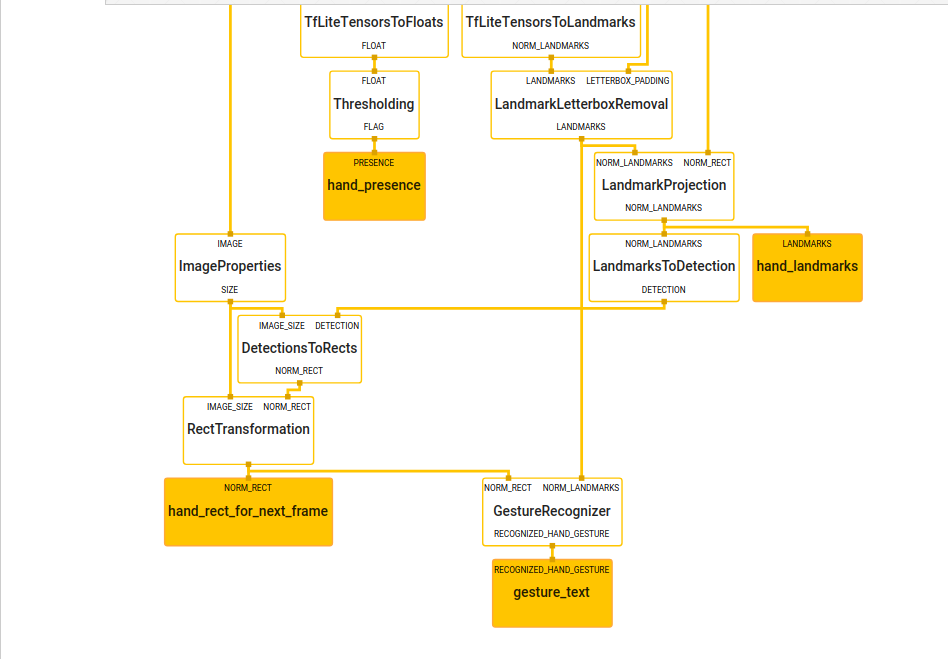 TfLiteTensorsToFloats
FLOAT
TfLiteTensorsToLandmarks
NORM_LANDMARKS
FLOAT
Thresholding
FLAG
LANDMARKS LETTERBOX_PADDING
LandmarkLetterboxRemoval
LANDMARKS
PRESENCE
hand_presence
NORM_LANDMARKS NORM_RECT
LandmarkProjection
NORM_LANDMARKS
IMAGE
ImageProperties
SIZE
NORM_LANDMARKS
LandmarksToDetection
DETECTION
LANDMARKS
hand_landmarks
IMAGE_SIZE DETECTION
DetectionsToRects
NORM_RECT
IMAGE_SIZE NORM_RECT
RectTransformation
NORM_RECT
hand_rect_for_next_frame
NORM_RECT NORM_LANDMARKS
GestureRecognizer
RECOGNIZED_HAND_GESTURE
RECOGNIZED_HAND_GESTURE
gesture_text